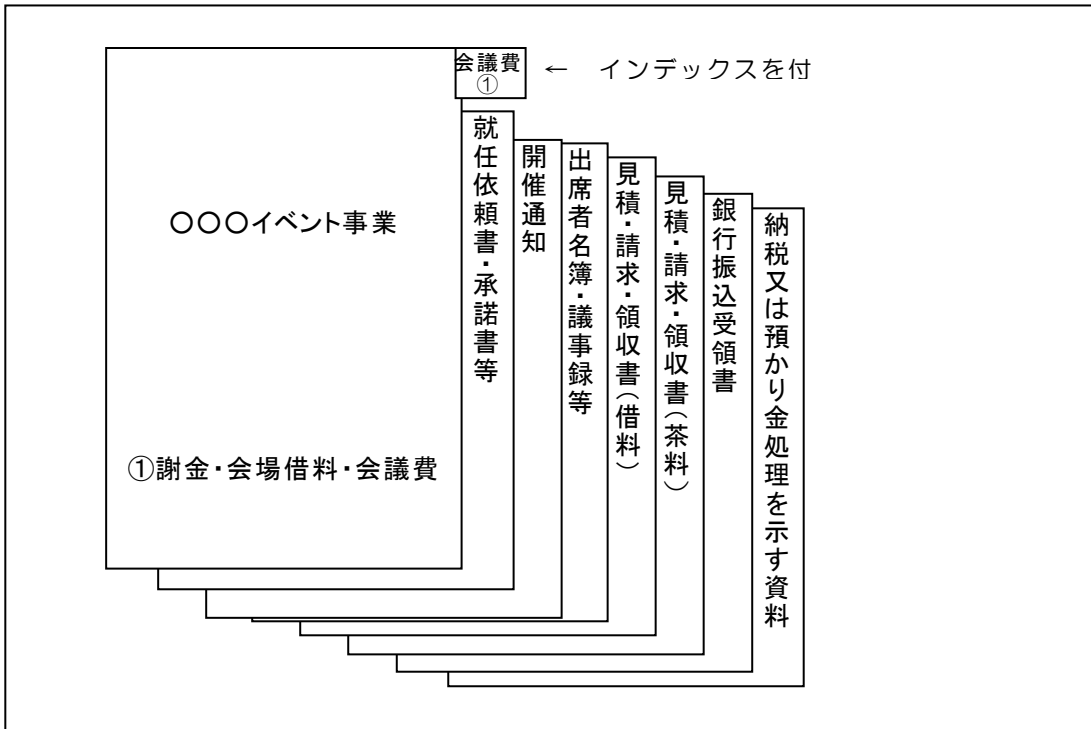 会議費
①
← インデックスを付
〇〇〇イベント事業
①謝金・会場借料・会議費
就任依頼書・承諾書等
開催通知
出席者名簿・議事録等
見積・請求・領収書(借料)
見積・請求・領収書(茶料)
銀行振込受領書
納税又は預かり金処理を示す資料